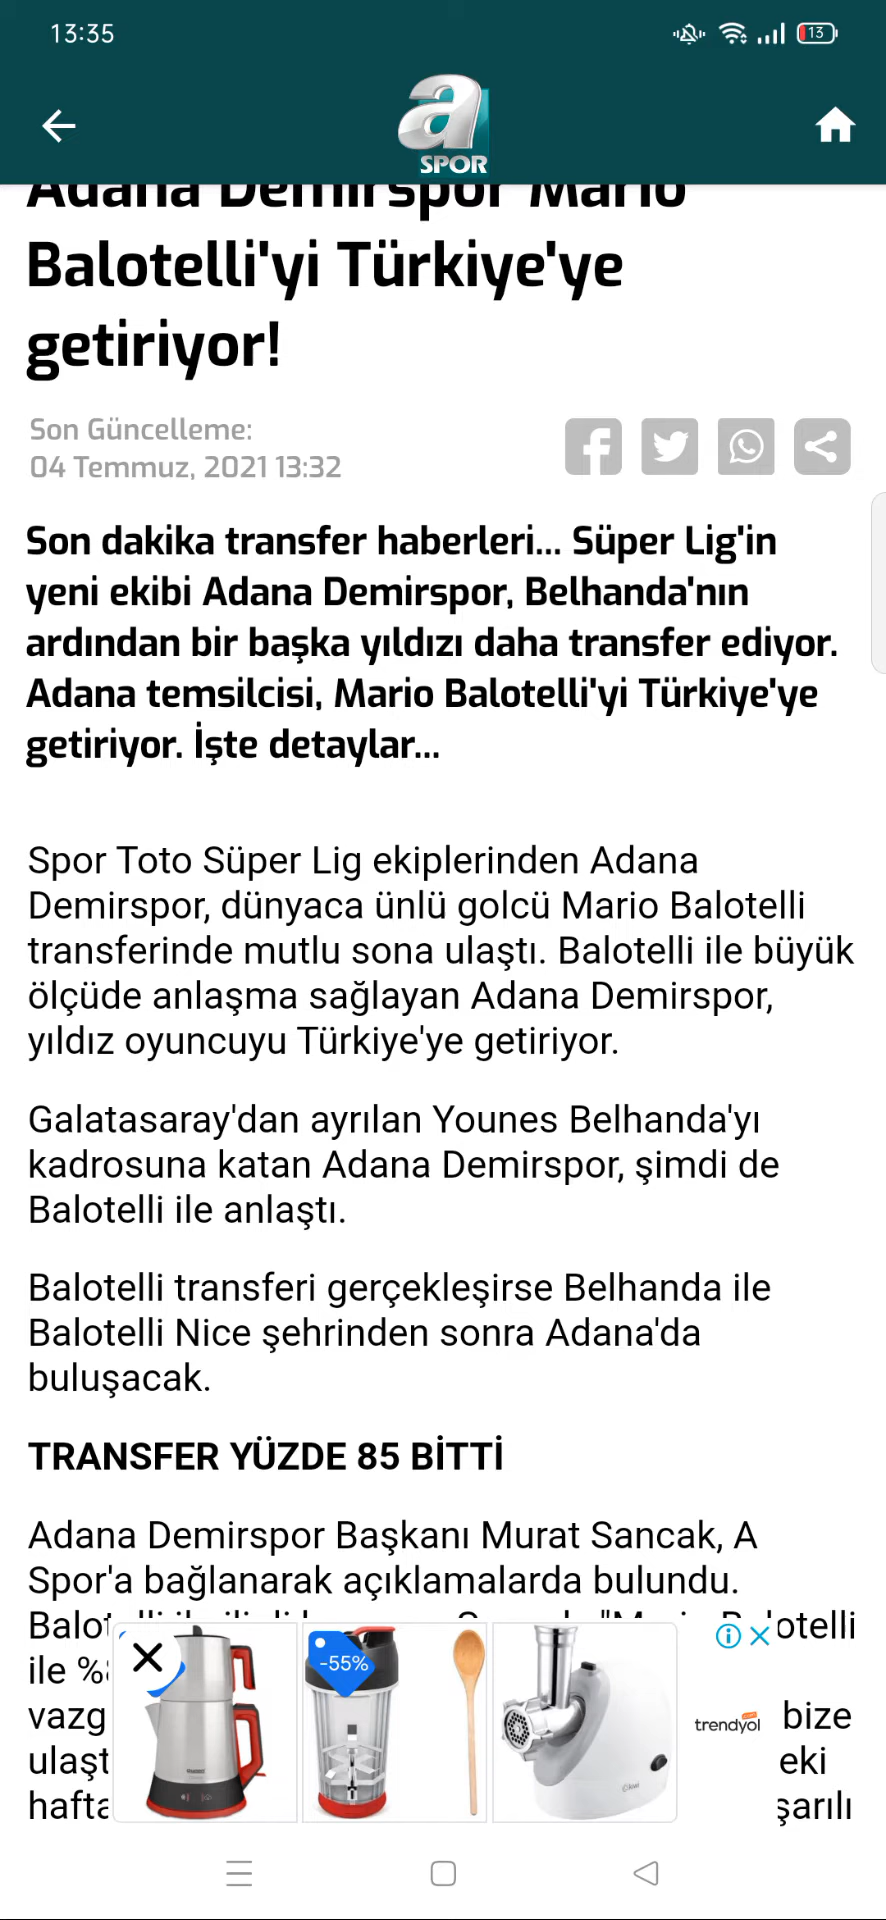 13:35
13
a
SPOR
Adana Demirspor Mario
Balotelli'yi Türkiye'ye
getiriyor!
Son Güncelleme:
04 Temmuz, 2021 13:32
Son dakika transfer haberleri... Süper Lig'in
yeni ekibi Adana Demirspor, Belhanda'nın
ardından bir başka yıldızı daha transfer ediyor.
Adana temsilcisi, Mario Balotelli'yi Türkiye'ye
getiriyor. İşte detaylar...
Spor Toto Süper Lig ekiplerinden Adana
Demirspor, dünyaca ünlü golcü Mario Balotelli
transferinde mutlu sona ulaştı. Balotelli ile büyük
ölçüde anlaşma sağlayan Adana Demirspor,
yıldız oyuncuyu Türkiye'ye getiriyor.
Galatasaray'dan ayrılan Younes Belhanda'yı
kadrosuna katan Adana Demirspor, şimdi de
Balotelli ile anlaştı.
Balotelli transferi gerçekleşirse Belhanda ile
Balotelli Nice şehrinden sonra Adana'da
buluşacak.
TRANSFER YÜZDE 85 BİTTİ
Adana Demirspor Başkanı Murat Sancak, A
Spor'a bağlanarak açıklamalarda bulundu.
ile
bize
eki
-55%
trendyol
kiwi